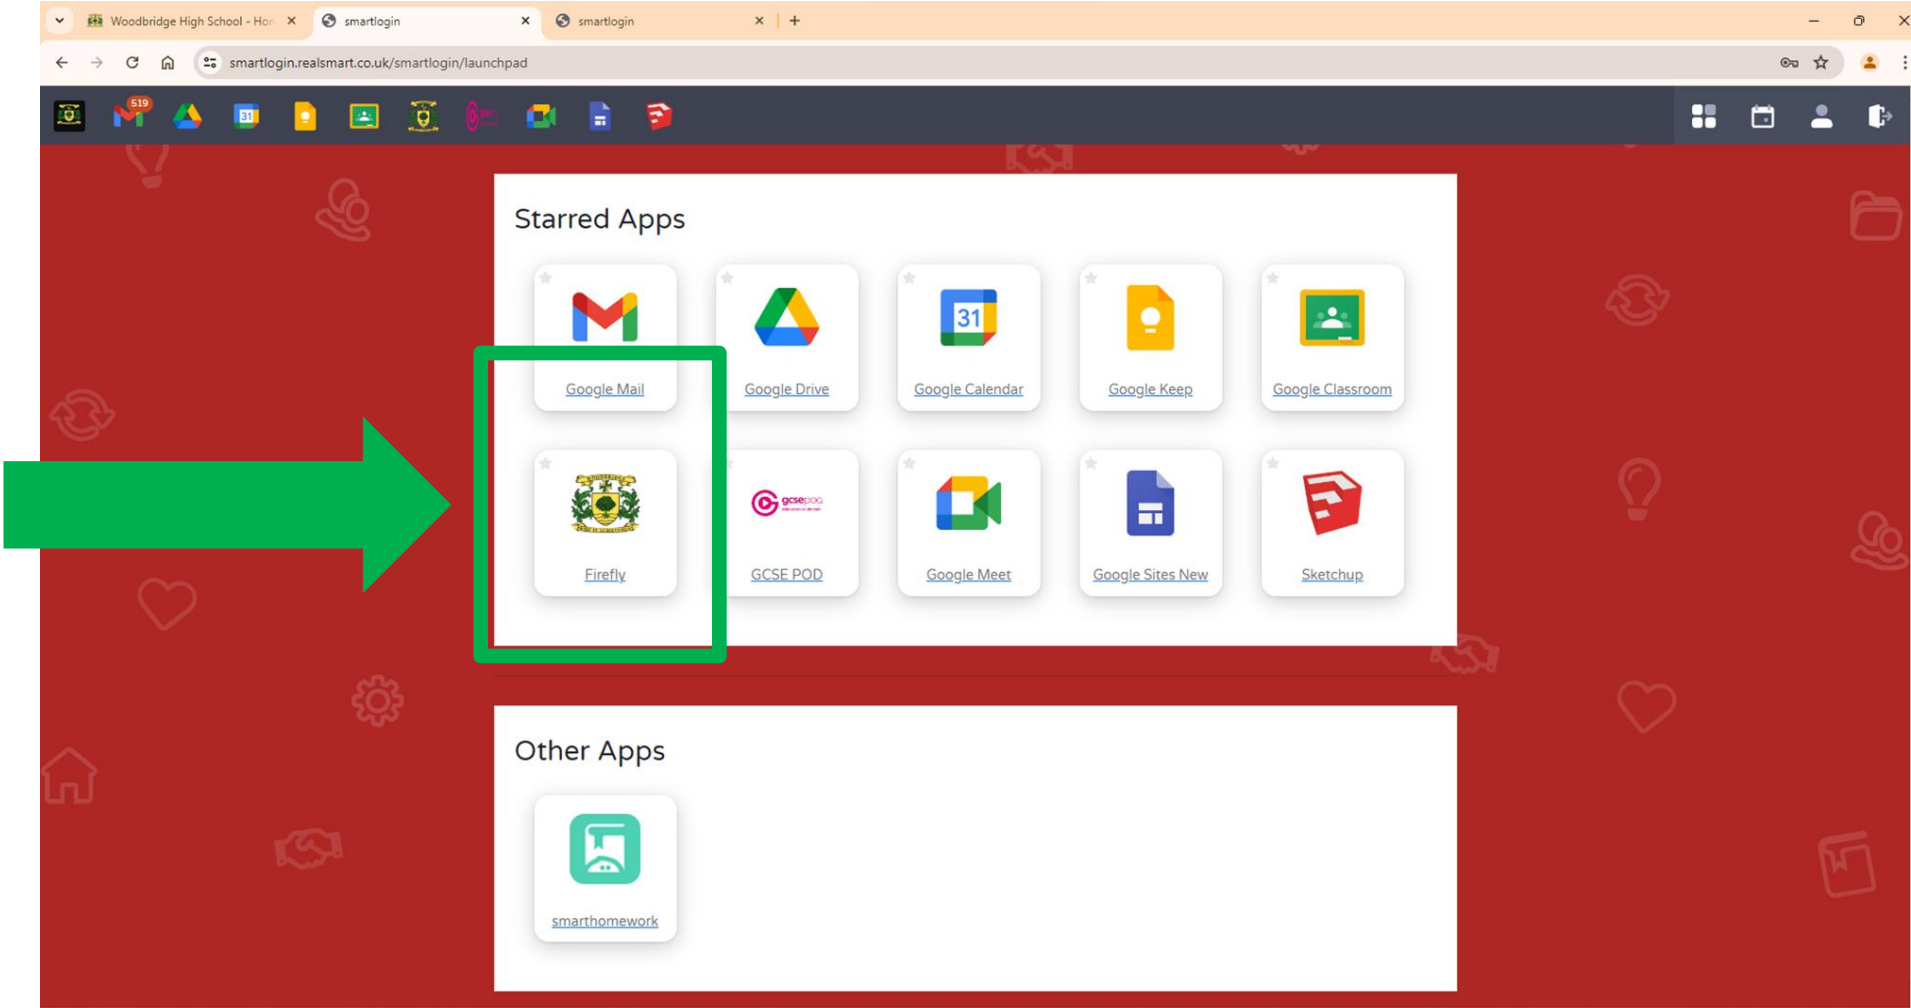 Woodbridge High School - Hor
smartlogin
smartlogin
smartlogin.realsmart.co.uk/smartlogin/launchpad
519
31
Starred Apps
31
Google Mail
Google Drive
Google Calendar
Google Keep
Google Classroom
gcsepod
Firefly
GCSE POD
Google Meet
Google Sites New
Sketchup
Other Apps
smarthomework